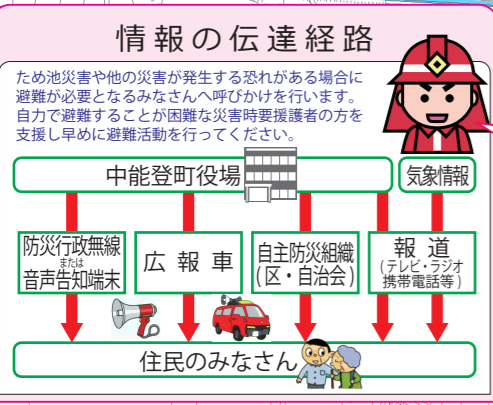 情報の伝達経路
ため池災害や他の災害が発生する恐れがある場合に
避難が必要となるみなさんへ呼びかけを行います。
自力で避難することが困難な災害時要援護者の方を
支援し早めに避難活動を行ってください。
中能登町役場
気象情報
防災行政無線
または
音声告知端末
広報車
自主防災組織
(区・自治会)
報道
(テレビ・ラジオ
携帯電話等)
住民のみなさん